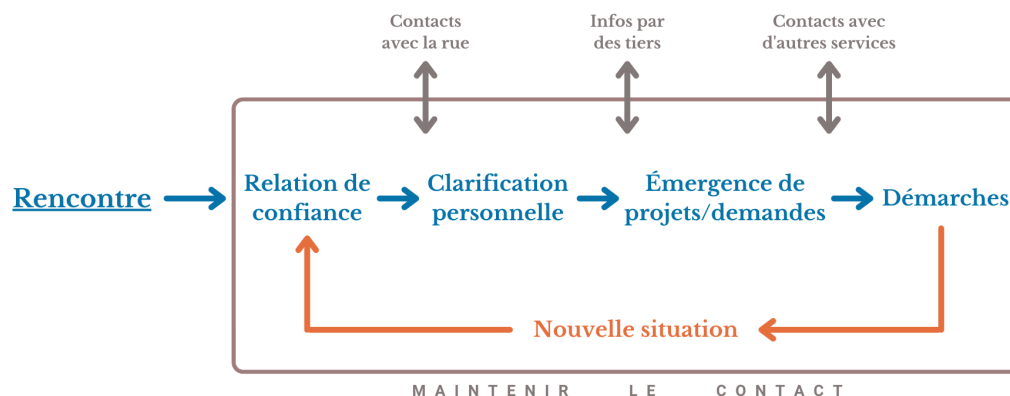 Contacts
avec la rue
Infos par
des tiers
Contacts avec
d'autres services
Rencontre
Relation de
confiance
Clarification
personnelle
Émergence de
projets/demandes
Démarches
Nouvelle situation
MAINTENIR LE CONTACT